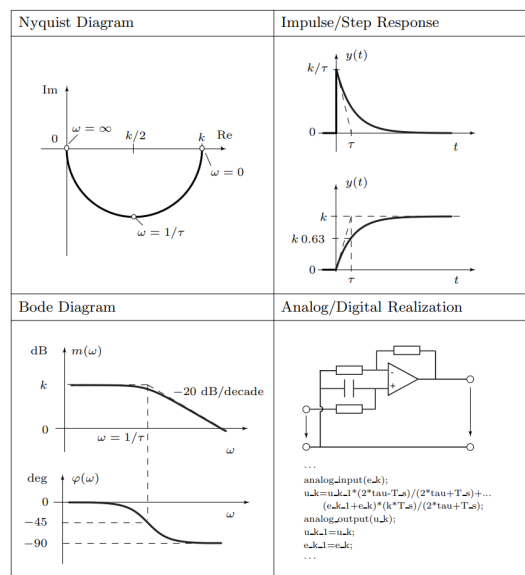 Nyquist Diagram
Im
0
ω = ∞
k/2
k
Re
ω = 0
ω = 1/τ
Impulse/Step Response
y(t)
k/τ
0
τ
t
y(t)
k
k 0.63
0
τ
t
Bode Diagram
dB
m(ω)
k
−20 dB/decade
0
ω = 1/τ
ω
deg
φ(ω)
0
ω
−45
−90
Analog/Digital Realization
-
+
...
analog_input(e_k);
u_k=u_k_1*(2*tau-T_s)/(2*tau+T_s)+...
(e_k_1+e_k)*(k*T_s)/(2*tau+T_s);
analog_output(u_k);
u_k_1=u_k;
e_k_1=e_k;
...